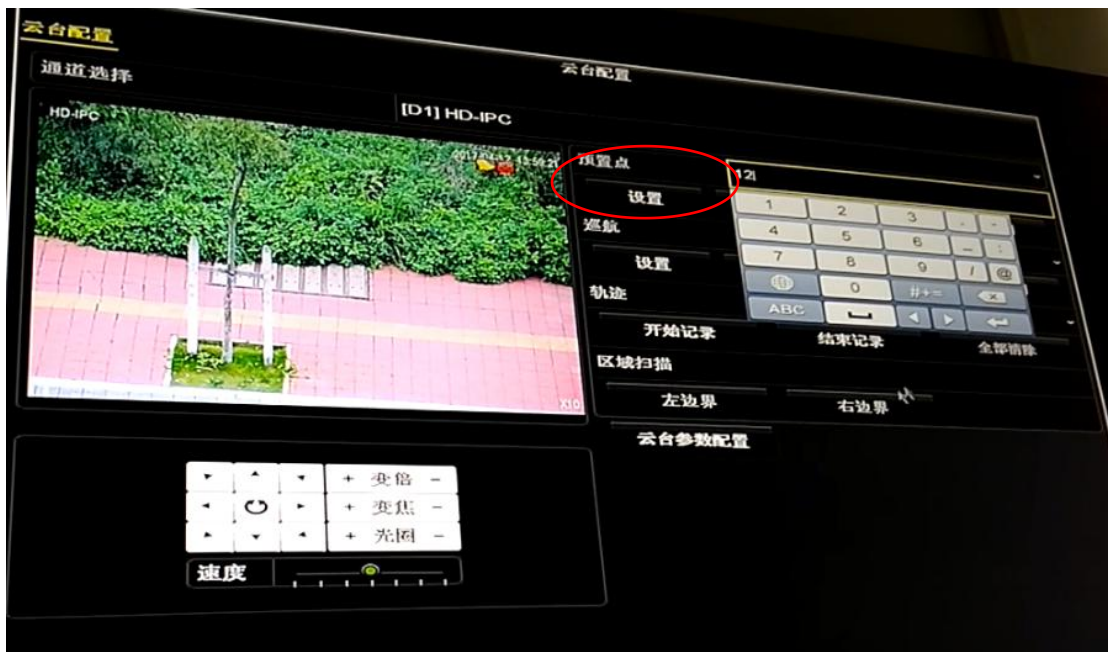 云台配置
云台配置
通道选择
[D1] HD-IPC
HD-IPC
预置点
12
设置
1 2 3 . -
4 5 6 _ :
7 8 9 / @
0 #+=
ABC
巡航
设置
轨迹
开始记录 结束记录 全部清除
区域扫描
左边界 右边界
X10
云台参数配置
+ 变倍 -
+ 变焦 -
+ 光圈 -
速度